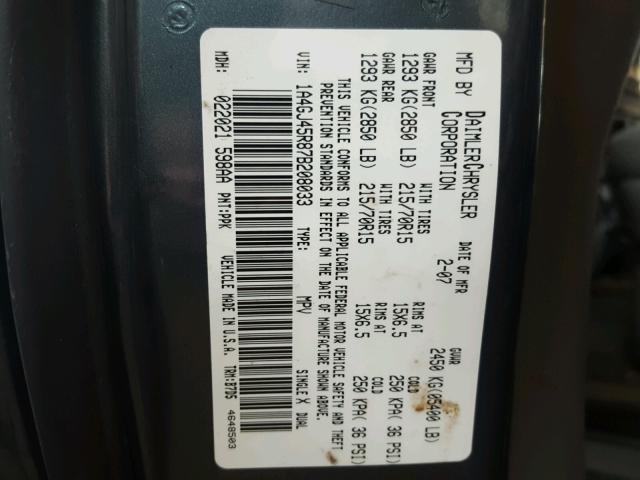 MFD BY DAIMLERCHRYSLER CORPORATION DATE OF MFR 2-07 GVWR 2450 KG(05400 LB)
GAWR FRONT WITH TIRES RIMS AT COLD
1293 KG(2850 LB) 215/70R15 15X6.5 250 KPA( 36 PSI)
GAWR REAR WITH TIRES RIMS AT COLD
1293 KG(2850 LB) 215/70R15 15X6.5 250 KPA( 36 PSI)
THIS VEHICLE CONFORMS TO ALL APPLICABLE FEDERAL MOTOR VEHICLE SAFETY AND THEFT
PREVENTION STANDARDS IN EFFECT ON THE DATE OF MANUFACTURE SHOWN ABOVE.
VIN: 1A4GJ45R87B208033 TYPE: MPV SINGLE X DUAL
MDH: 022021 598AA PNT:PPK VEHICLE MADE IN U.S.A. TRM:D7D5 4648503